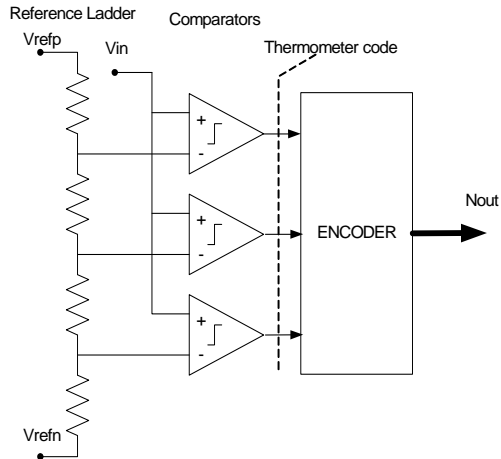 Reference Ladder
Comparators
Vrefp
Vin
Thermometer code
+
-
+
-
+
-
ENCODER
Nout
Vrefn